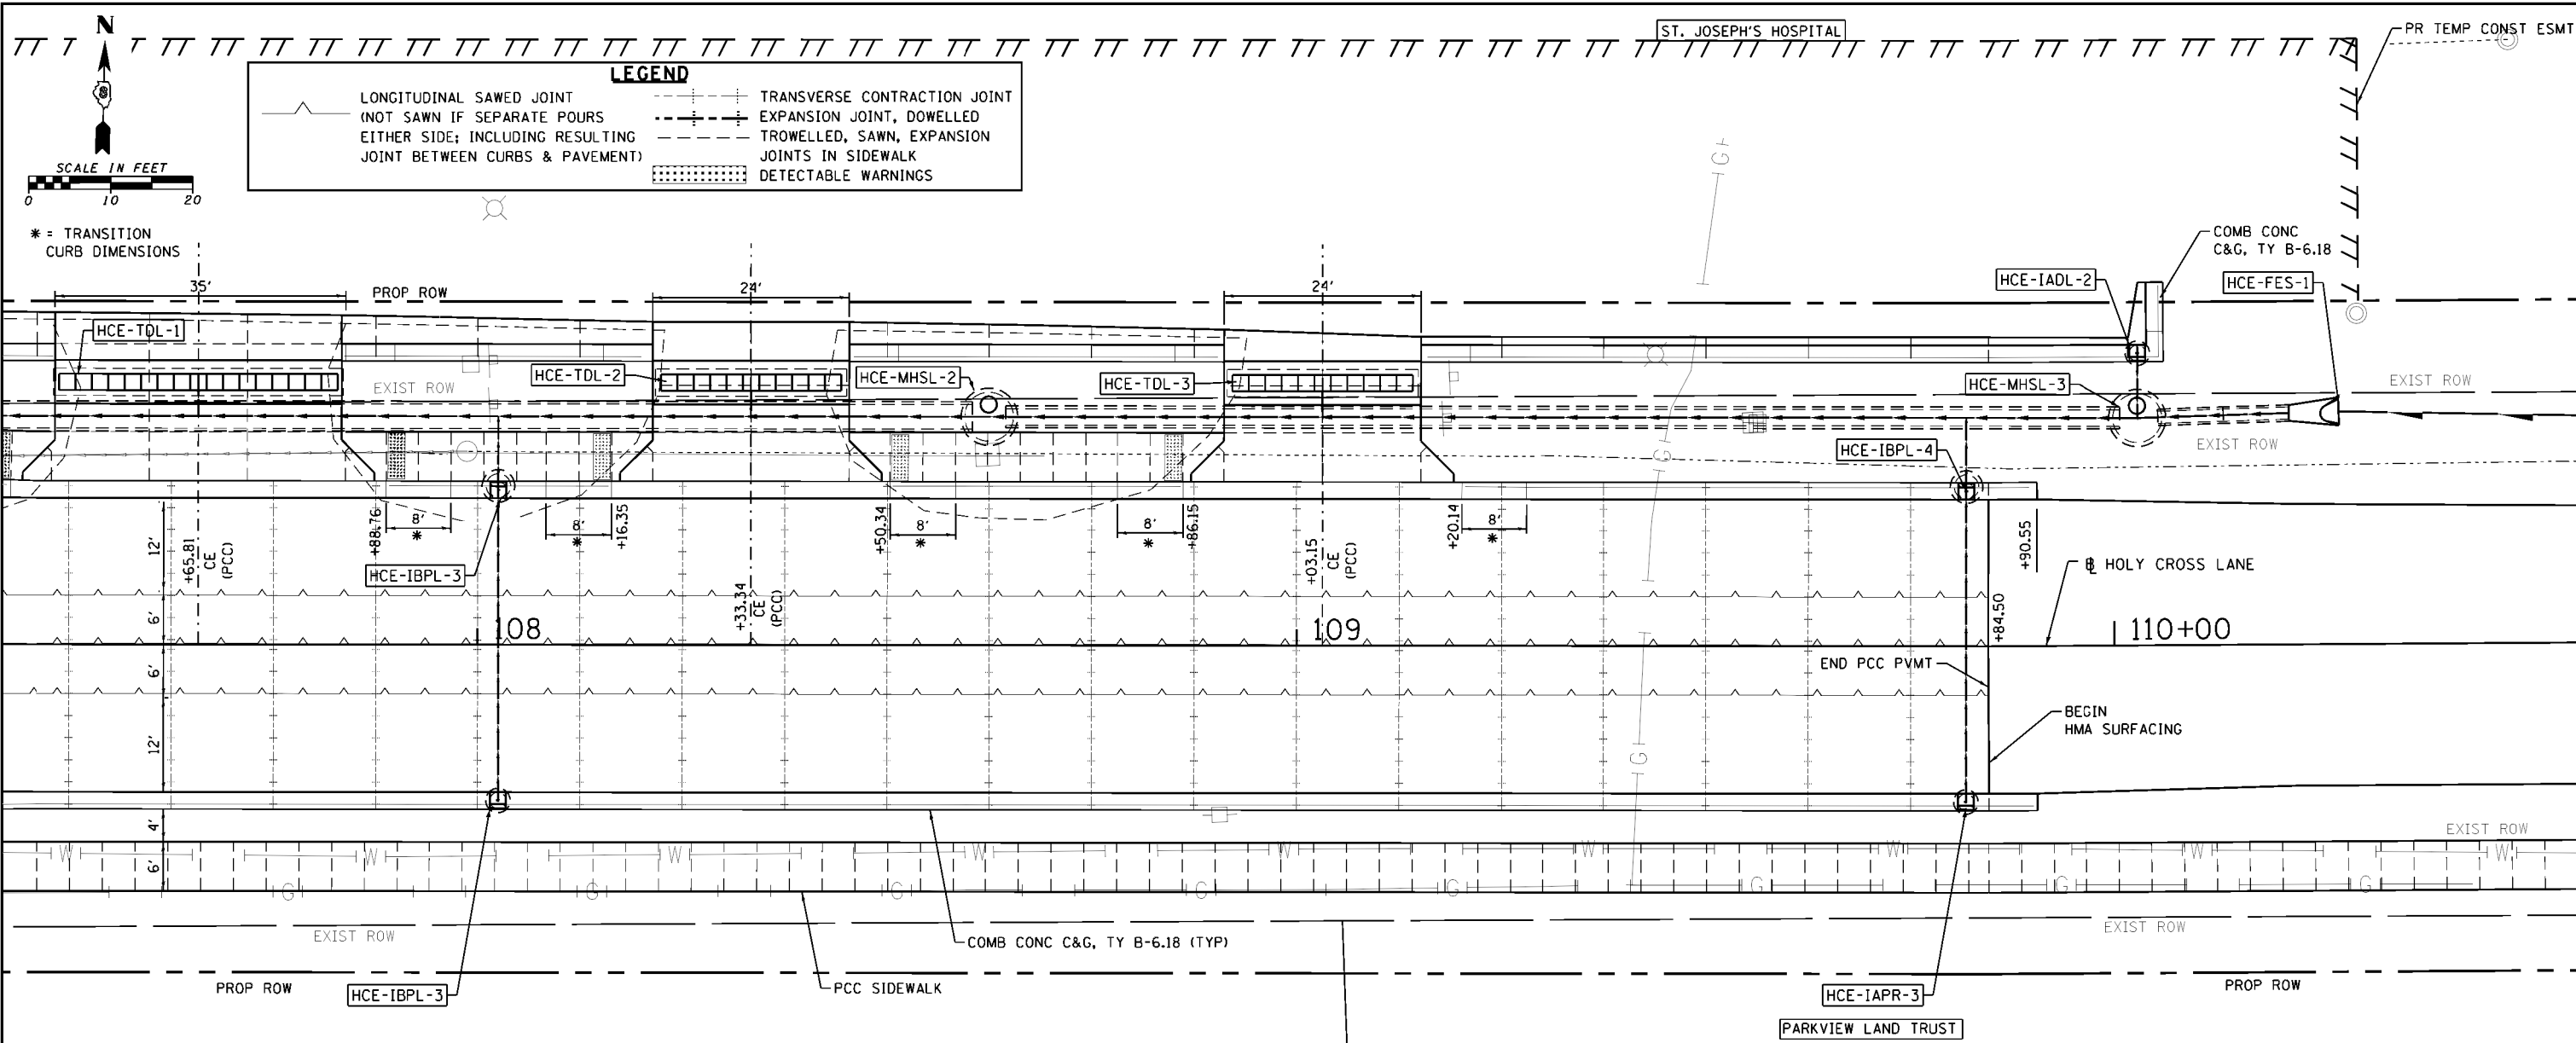 ST. JOSEPH'S HOSPITAL
PR TEMP CONST ESMT
N
SCALE IN FEET
0 10 20
* = TRANSITION
CURB DIMENSIONS
LEGEND
LONGITUDINAL SAWED JOINT
(NOT SAWN IF SEPARATE POURS
EITHER SIDE; INCLUDING RESULTING
JOINT BETWEEN CURBS & PAVEMENT)
TRANSVERSE CONTRACTION JOINT
EXPANSION JOINT, DOWELLED
TROWELLED, SAWN, EXPANSION
JOINTS IN SIDEWALK
DETECTABLE WARNINGS
G
COMB CONC
C&G, TY B-6.18
HCE-IADL-2
HCE-FES-1
35'
PROP ROW
24'
24'
HCE-TDL-1
EXIST ROW
HCE-TDL-2
HCE-MHSL-2
HCE-TDL-3
HCE-MHSL-3
EXIST ROW
EXIST ROW
HCE-IBPL-4
G
+88.76
8'
*
8'
*
+16.35
+50.34
8'
*
8'
*
+86.15
+20.14
8'
*
+90.55
12'
+65.81
CE
(PCC)
HCE-IBPL-3
+33.34
CE
(PCC)
+03.15
CE
(PCC)
℄ HOLY CROSS LANE
6'
108
109
+84.50
110+00
6'
END PCC PVMT
G
BEGIN
HMA SURFACING
12'
4'
EXIST ROW
6'
W W W W W W W W W
G G G G G G G G
EXIST ROW
COMB CONC C&G, TY B-6.18 (TYP)
EXIST ROW
PROP ROW
HCE-IBPL-3
PCC SIDEWALK
HCE-IAPR-3
PROP ROW
PARKVIEW LAND TRUST